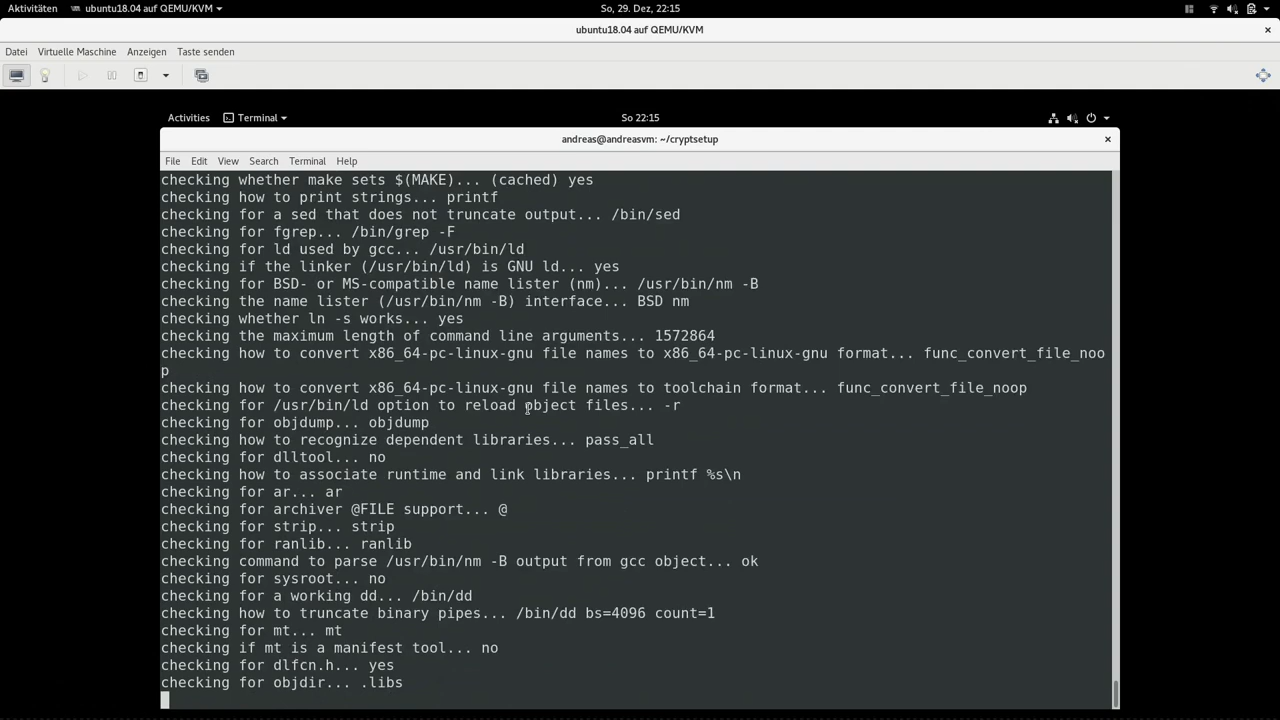 Aktivitäten ubuntu18.04 auf QEMU/KVM So, 29. Dez, 22:15
ubuntu18.04 auf QEMU/KVM
Datei Virtuelle Maschine Anzeigen Taste senden
Activities Terminal So 22:15
andreas@andreasvm: ~/cryptsetup
File Edit View Search Terminal Help
checking whether make sets $(MAKE)... (cached) yes
checking how to print strings... printf
checking for a sed that does not truncate output... /bin/sed
checking for fgrep... /bin/grep -F
checking for ld used by gcc... /usr/bin/ld
checking if the linker (/usr/bin/ld) is GNU ld... yes
checking for BSD- or MS-compatible name lister (nm)... /usr/bin/nm -B
checking the name lister (/usr/bin/nm -B) interface... BSD nm
checking whether ln -s works... yes
checking the maximum length of command line arguments... 1572864
checking how to convert x86_64-pc-linux-gnu file names to x86_64-pc-linux-gnu format... func_convert_file_noo
p
checking how to convert x86_64-pc-linux-gnu file names to toolchain format... func_convert_file_noop
checking for /usr/bin/ld option to reload object files... -r
checking for objdump... objdump
checking how to recognize dependent libraries... pass_all
checking for dlltool... no
checking how to associate runtime and link libraries... printf %s\n
checking for ar... ar
checking for archiver @FILE support... @
checking for strip... strip
checking for ranlib... ranlib
checking command to parse /usr/bin/nm -B output from gcc object... ok
checking for sysroot... no
checking for a working dd... /bin/dd
checking how to truncate binary pipes... /bin/dd bs=4096 count=1
checking for mt... mt
checking if mt is a manifest tool... no
checking for dlfcn.h... yes
checking for objdir... .libs